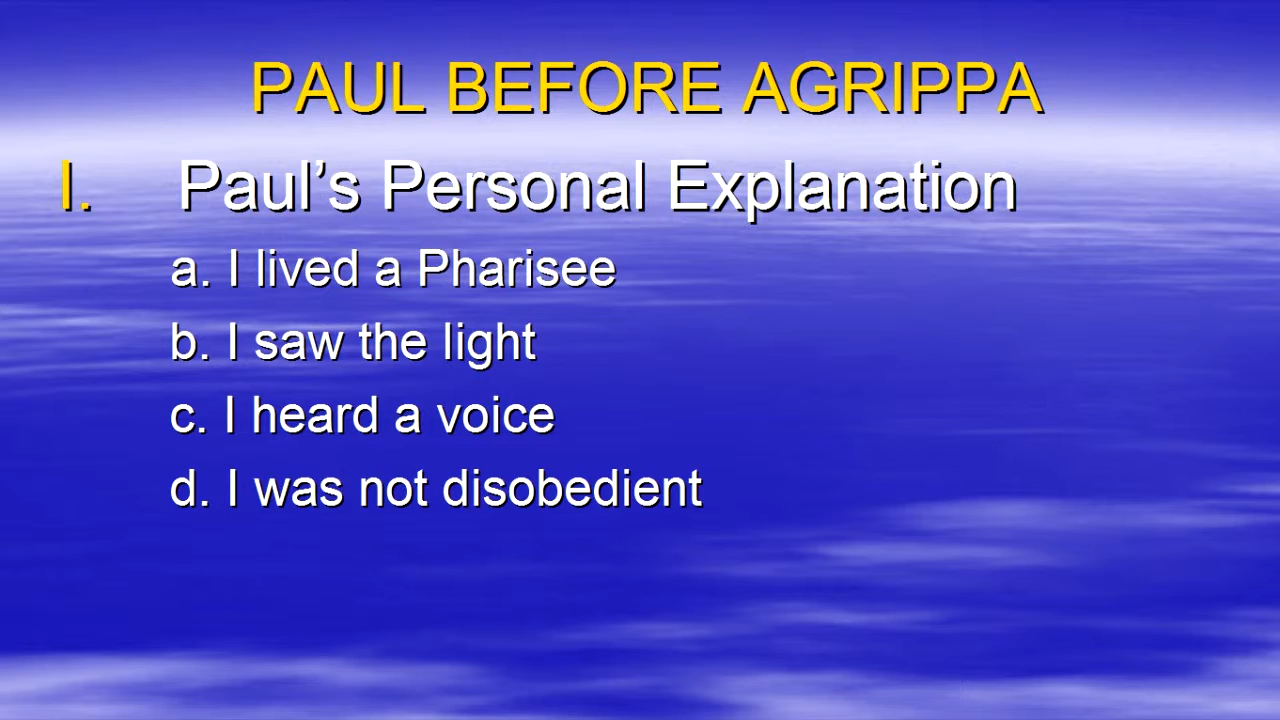 PAUL BEFORE AGRIPPA
I. Paul’s Personal Explanation
a. I lived a Pharisee
b. I saw the light
c. I heard a voice
d. I was not disobedient